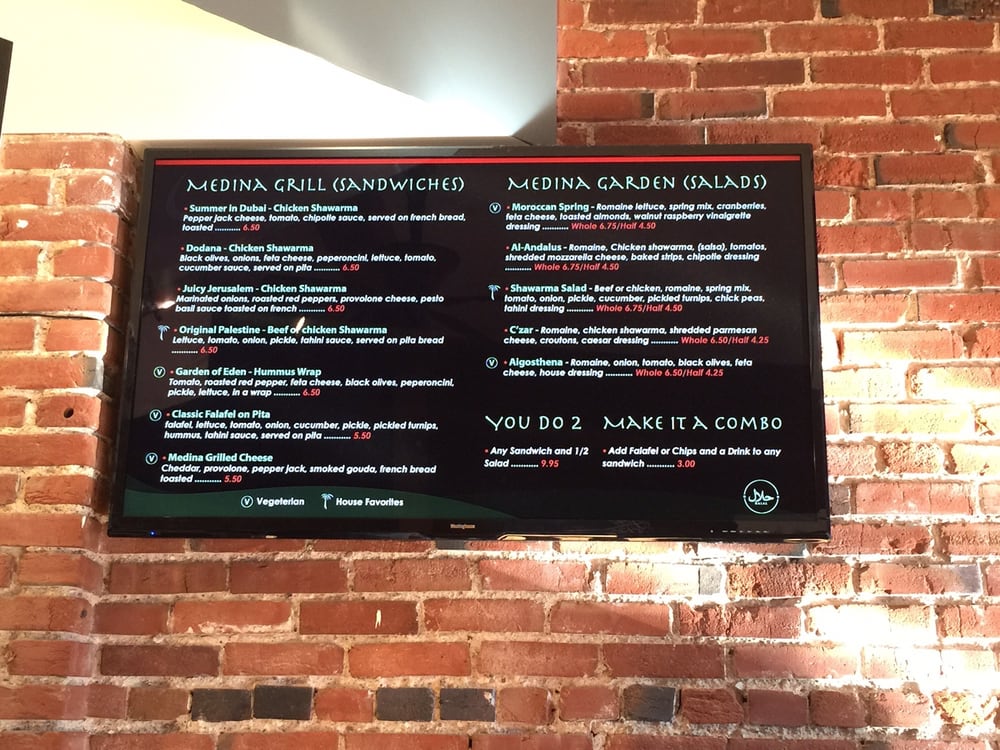 MEDINA GRILL (SANDWICHES)
• Summer in Dubai - Chicken Shawarma
Pepper jack cheese, tomato, chipotle sauce, served on french bread,
toasted ........... 6.50
• Dodana - Chicken Shawarma
Black olives, onions, feta cheese, peperoncini, lettuce, tomato,
cucumber sauce, served on pita ........... 6.50
• Juicy Jerusalem - Chicken Shawarma
Marinated onions, roasted red peppers, provolone cheese, pesto
basil sauce toasted on french ........... 6.50
• Original Palestine - Beef or chicken Shawarma
Lettuce, tomato, onion, pickle, tahini sauce, served on pita bread
........... 6.50
V • Garden of Eden - Hummus Wrap
Tomato, roasted red pepper, feta cheese, black olives, peperoncini,
pickle, lettuce, in a wrap ........... 6.50
V • Classic Falafel on Pita
falafel, lettuce, tomato, onion, cucumber, pickle, pickled turnips,
hummus, tahini sauce, served on pita ........... 5.50
V • Medina Grilled Cheese
Cheddar, provolone, pepper jack, smoked gouda, french bread
toasted ........... 5.50
V Vegeterian House Favorites
MEDINA GARDEN (SALADS)
V • Moroccan Spring - Romaine lettuce, spring mix, cranberries,
feta cheese, toasted almonds, walnut raspberry vinaigrette
dressing ........... Whole 6.75/Half 4.50
• Al-Andalus - Romaine, Chicken shawarma, (salsa), tomatos,
shredded mozzarella cheese, baked strips, chipotle dressing
........... Whole 6.75/Half 4.50
• Shawarma Salad - Beef or chicken, romaine, spring mix,
tomato, onion, pickle, cucumber, pickled turnips, chick peas,
tahini dressing ........... Whole 6.75/Half 4.50
• C'zar - Romaine, chicken shawarma, shredded parmesan
cheese, croutons, caesar dressing ........... Whole 6.50/Half 4.25
V • Algosthena - Romaine, onion, tomato, black olives, feta
cheese, house dressing ........... Whole 6.50/Half 4.25
YOU DO 2
• Any Sandwich and 1/2
Salad ........... 9.95
MAKE IT A COMBO
• Add Falafel or Chips and a Drink to any
sandwich ........... 3.00
حلال
HALAL
Westinghouse